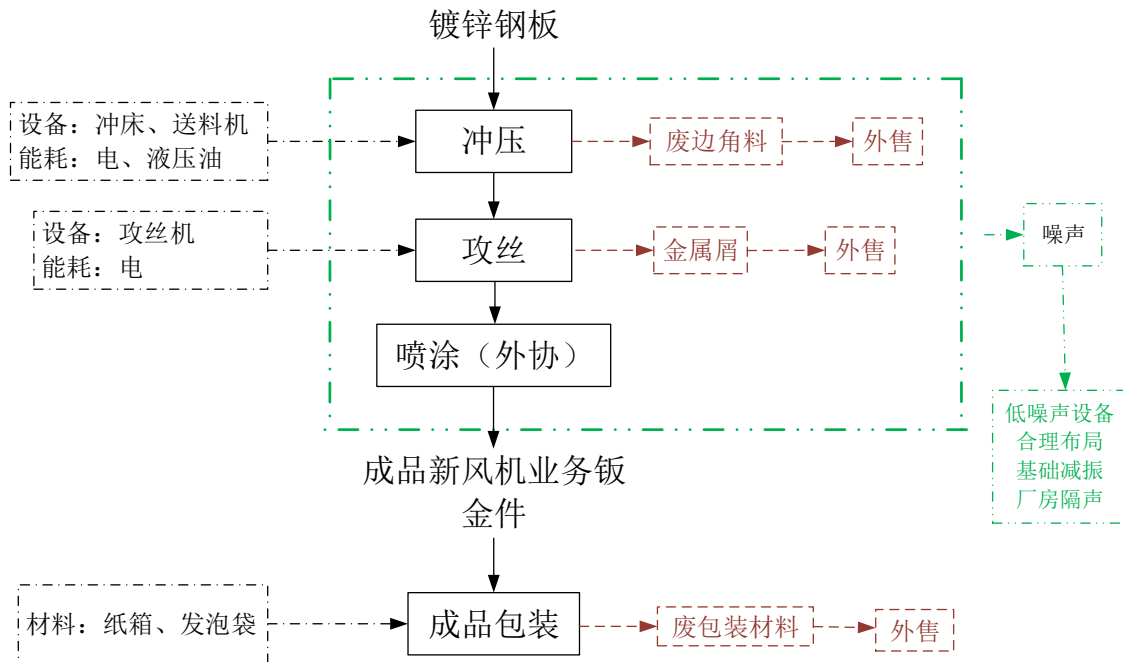 镀锌钢板
设备：冲床、送料机
能耗：电、液压油
冲压
废边角料
外售
设备：攻丝机
能耗：电
攻丝
金属屑
外售
噪声
喷涂（外协）
低噪声设备
合理布局
基础减振
厂房隔声
成品新风机业务钣
金件
材料：纸箱、发泡袋
成品包装
废包装材料
外售